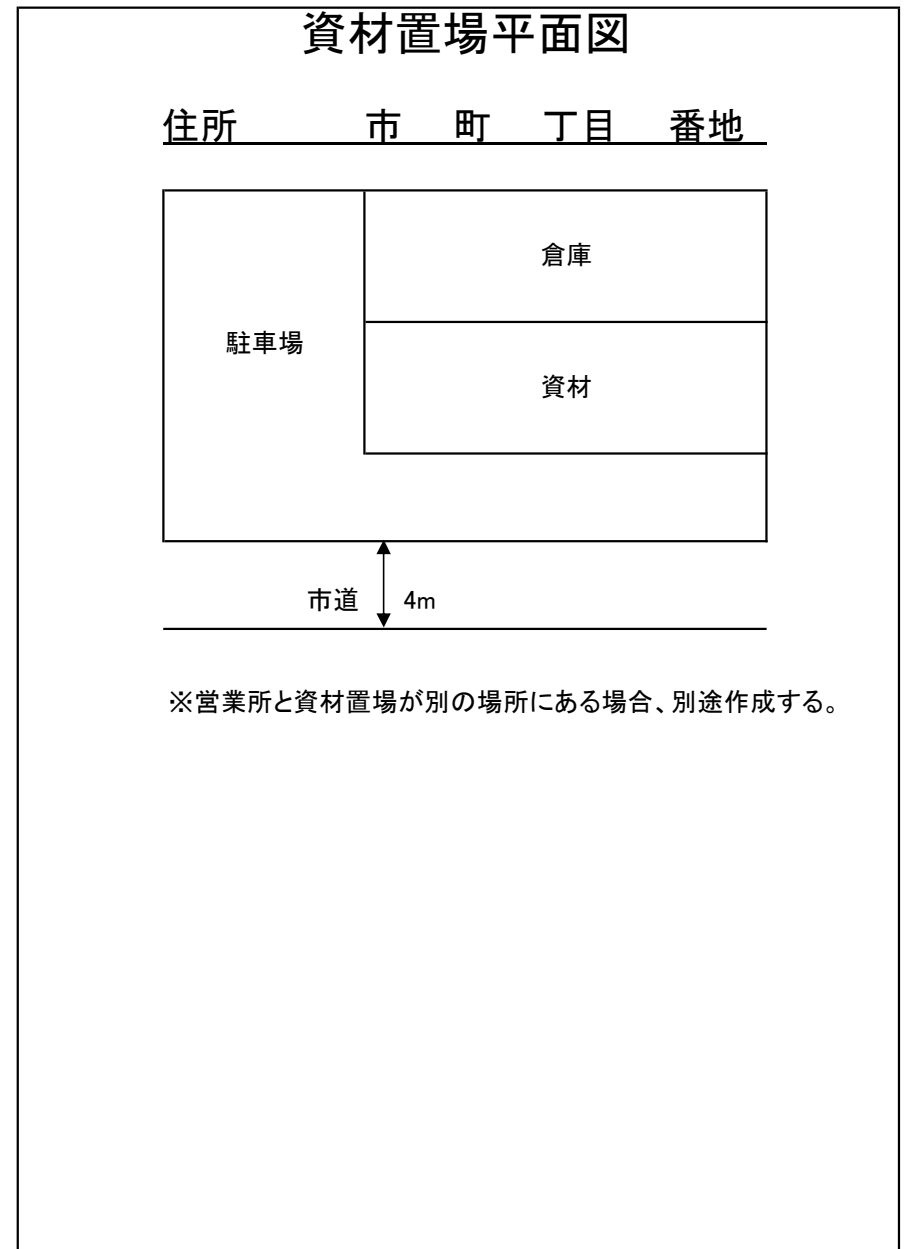 資材置場平面図
住所　　　市　町　丁目　番地
倉庫
駐車場
資材
市道　4m
※営業所と資材置場が別の場所にある場合、別途作成する。